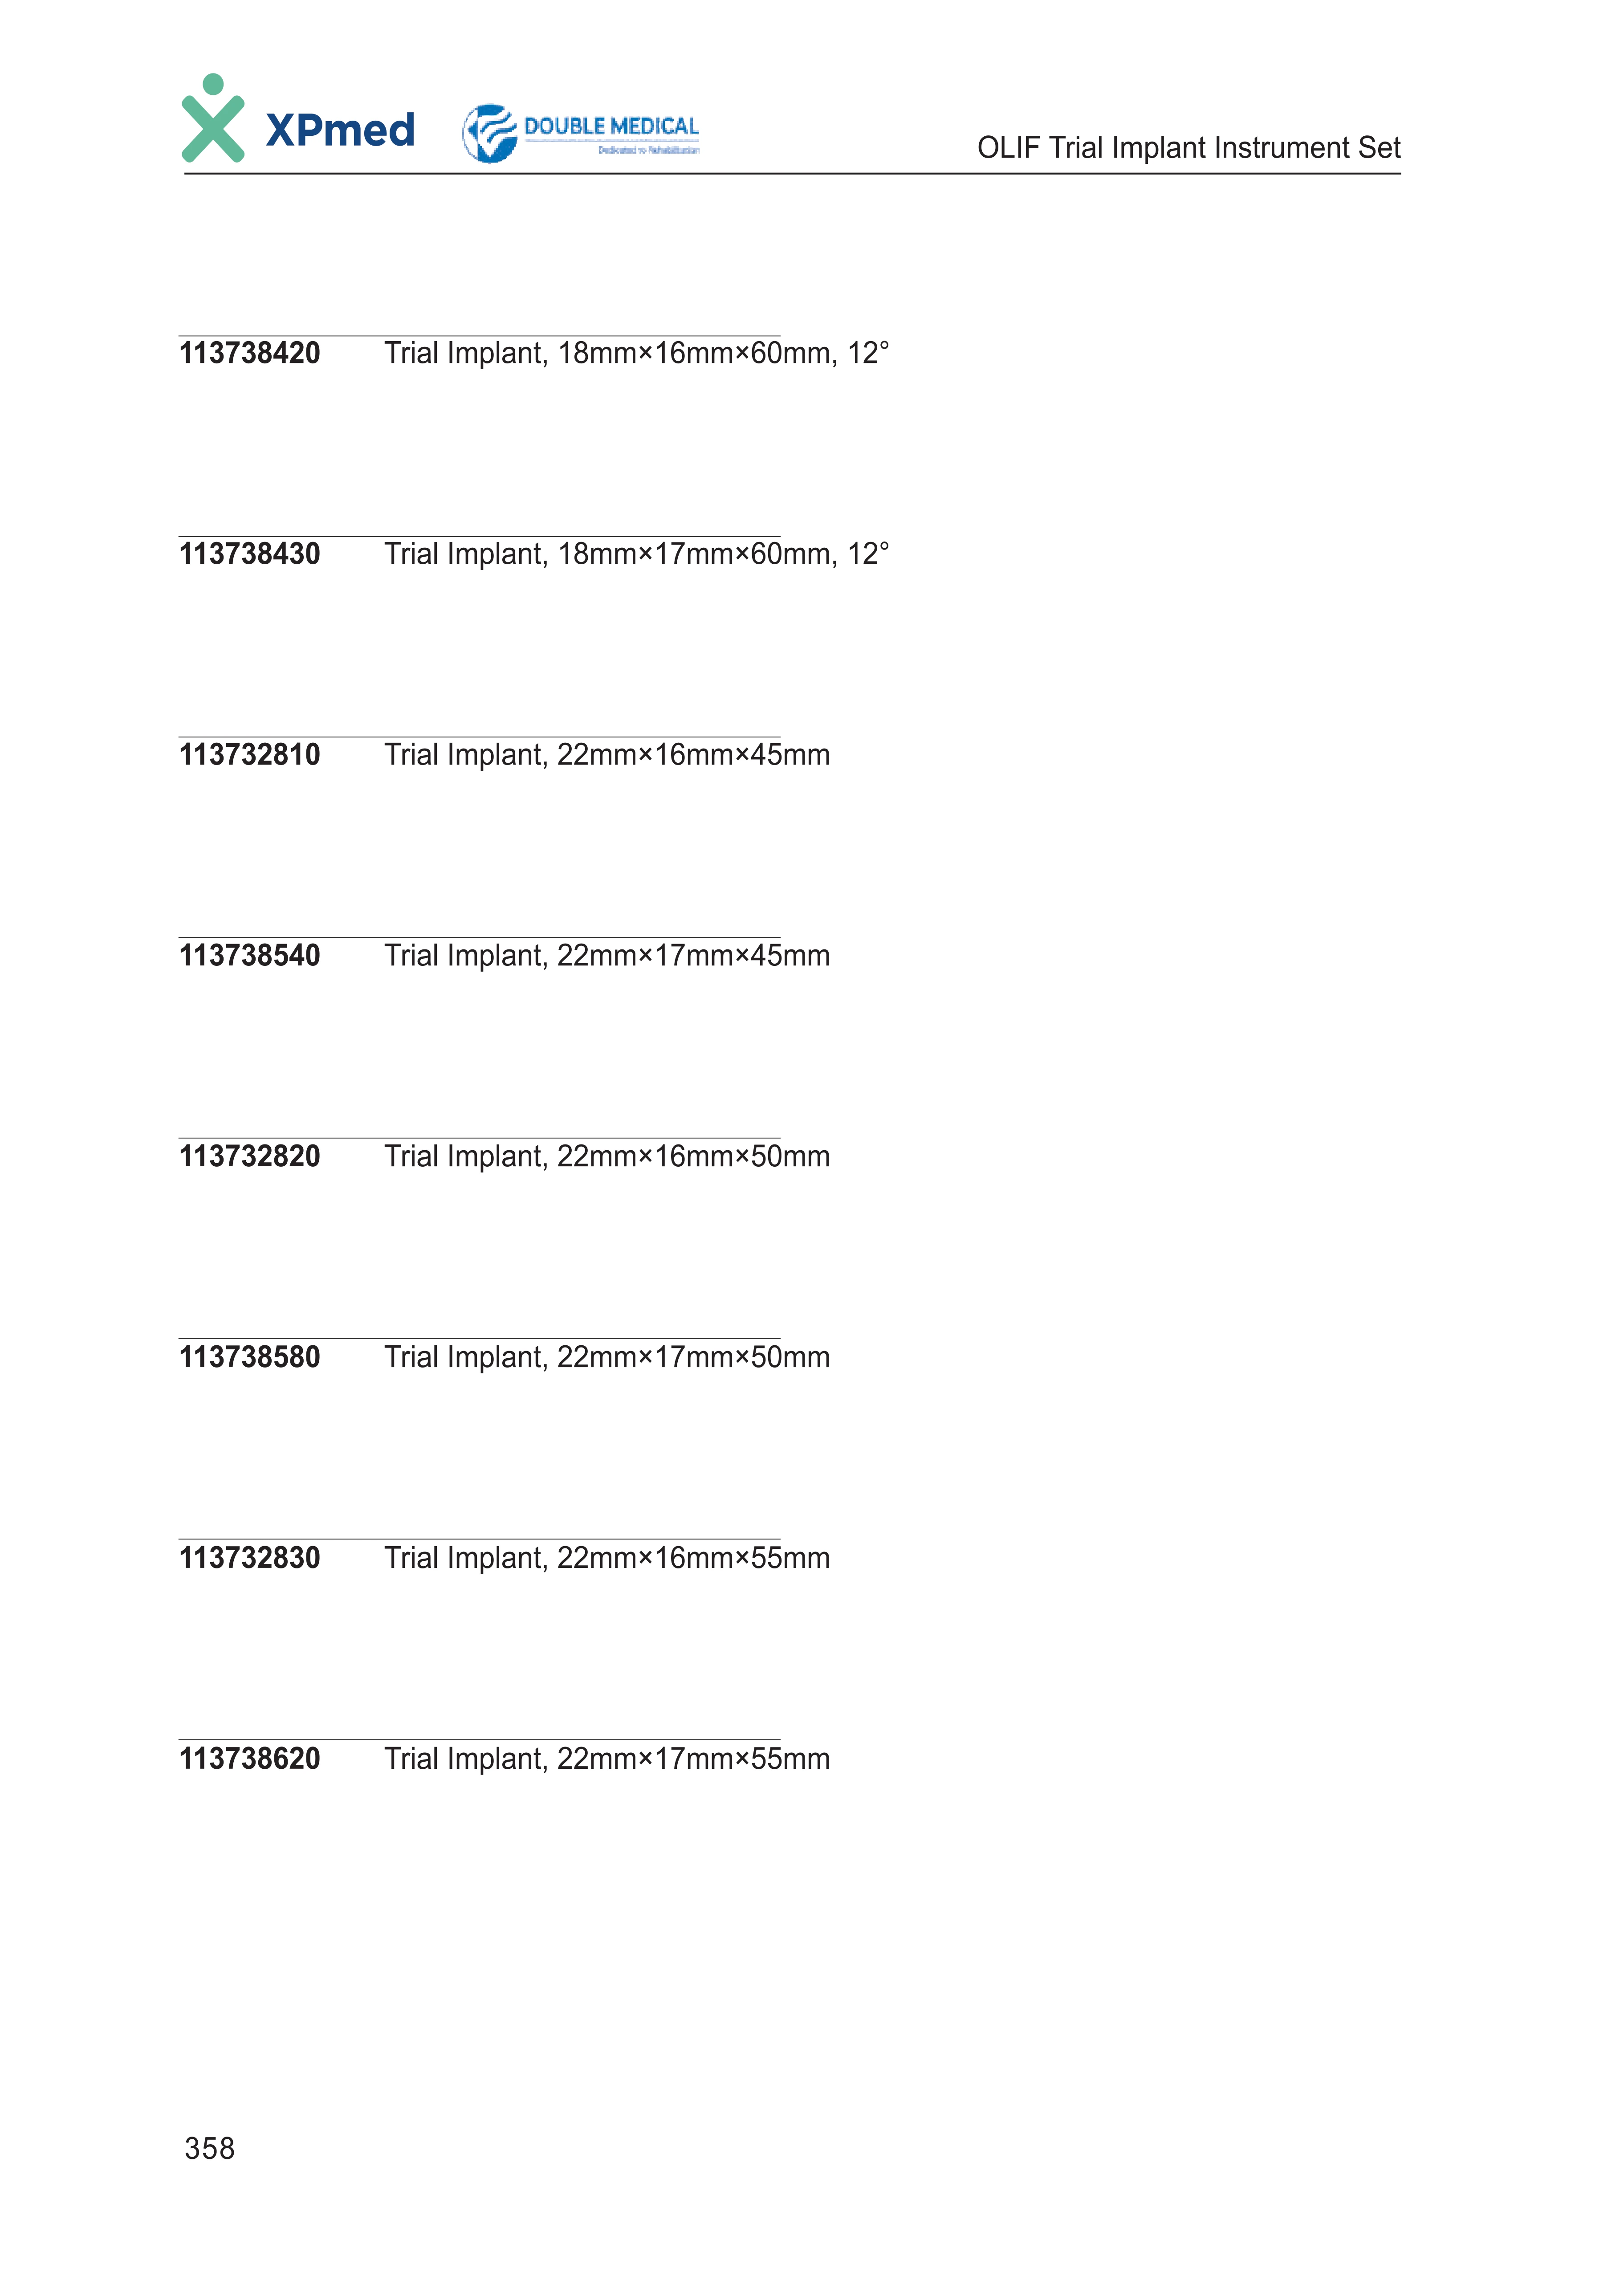 XPmed
DOUBLE MEDICAL
Dedicated to Rehabilitation
OLIF Trial Implant Instrument Set
113738420 Trial Implant, 18mm×16mm×60mm, 12°
113738430 Trial Implant, 18mm×17mm×60mm, 12°
113732810 Trial Implant, 22mm×16mm×45mm
113738540 Trial Implant, 22mm×17mm×45mm
113732820 Trial Implant, 22mm×16mm×50mm
113738580 Trial Implant, 22mm×17mm×50mm
113732830 Trial Implant, 22mm×16mm×55mm
113738620 Trial Implant, 22mm×17mm×55mm
358